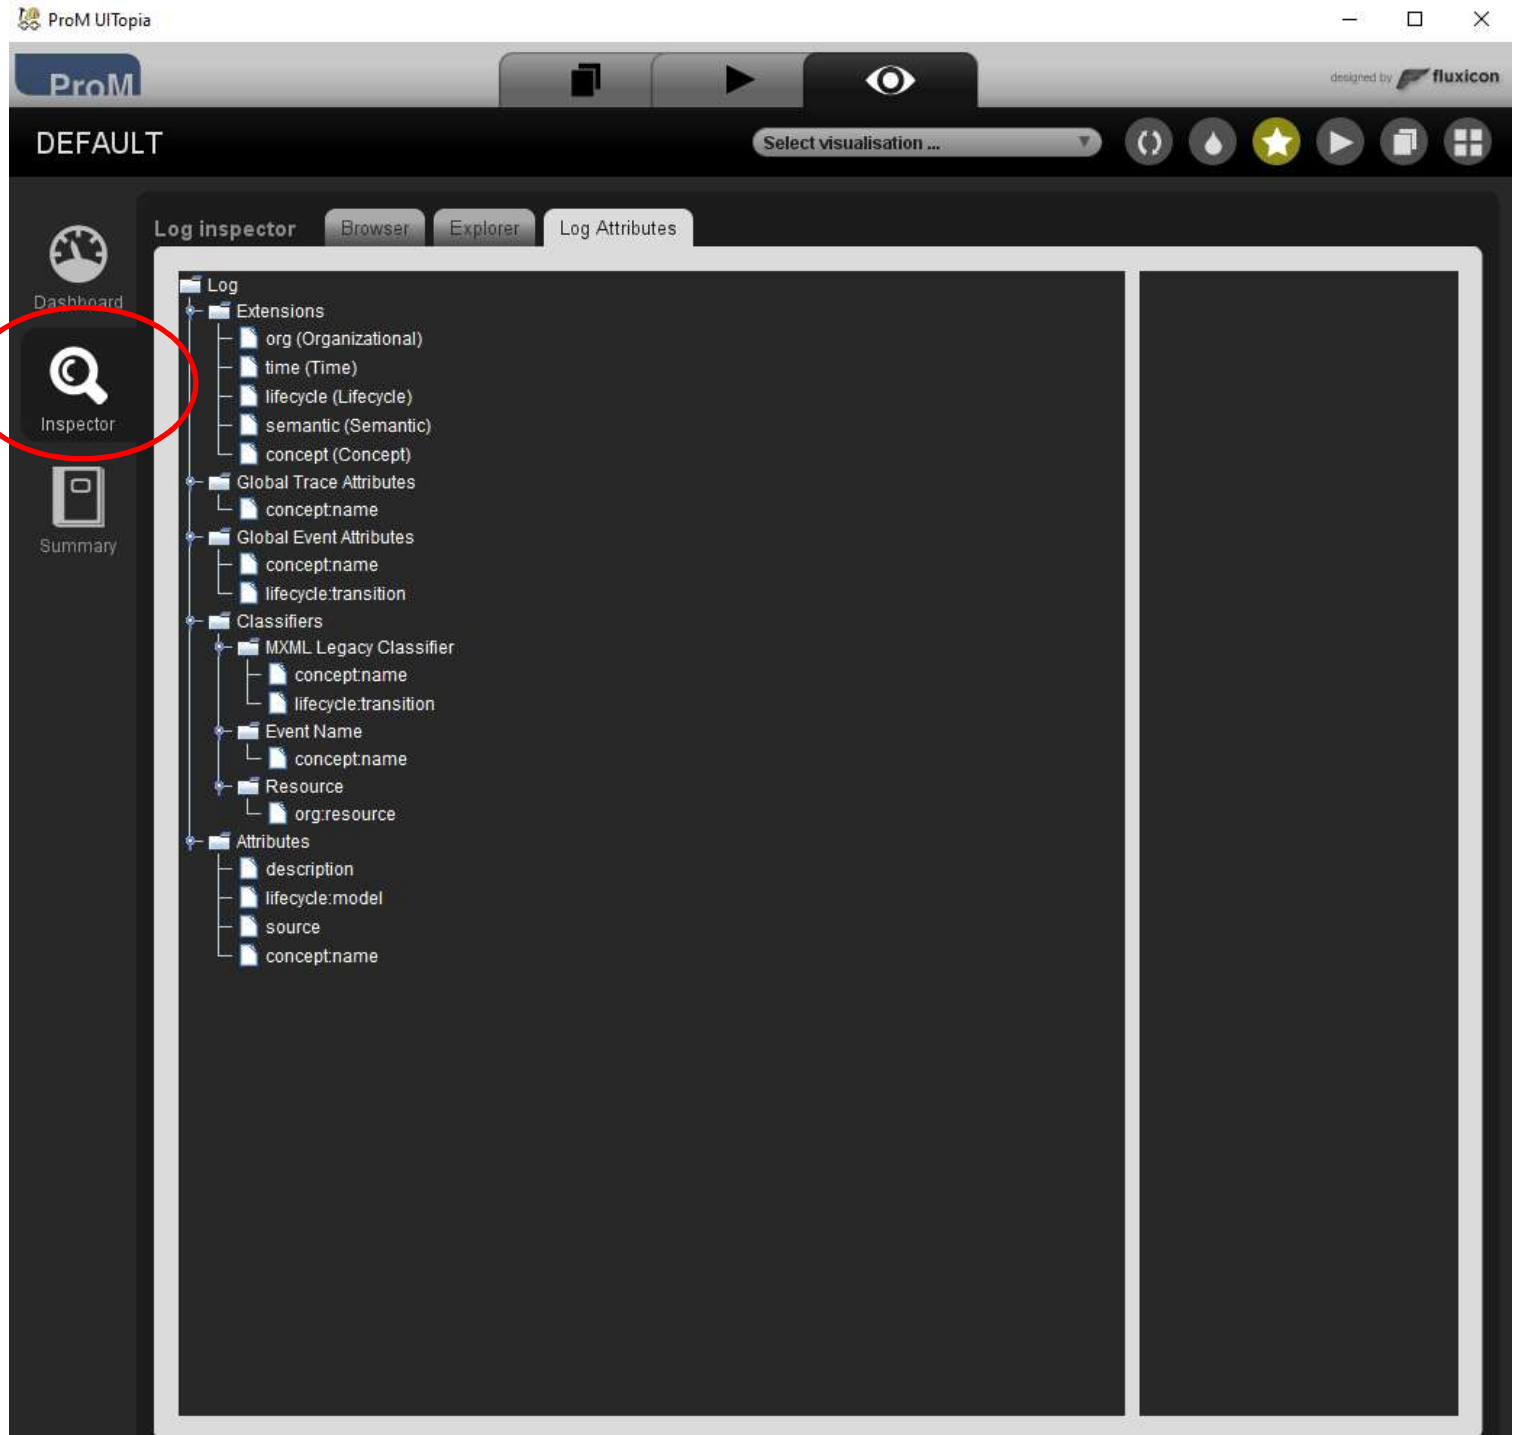 ProM UITopia
ProM
designed by fluxicon
DEFAULT
Select visualisation ...
Log inspector Browser Explorer Log Attributes
Dashboard
Inspector
Summary
Log
Extensions
org (Organizational)
time (Time)
lifecycle (Lifecycle)
semantic (Semantic)
concept (Concept)
Global Trace Attributes
concept:name
Global Event Attributes
concept:name
lifecycle:transition
Classifiers
MXML Legacy Classifier
concept:name
lifecycle:transition
Event Name
concept:name
Resource
org:resource
Attributes
description
lifecycle:model
source
concept:name